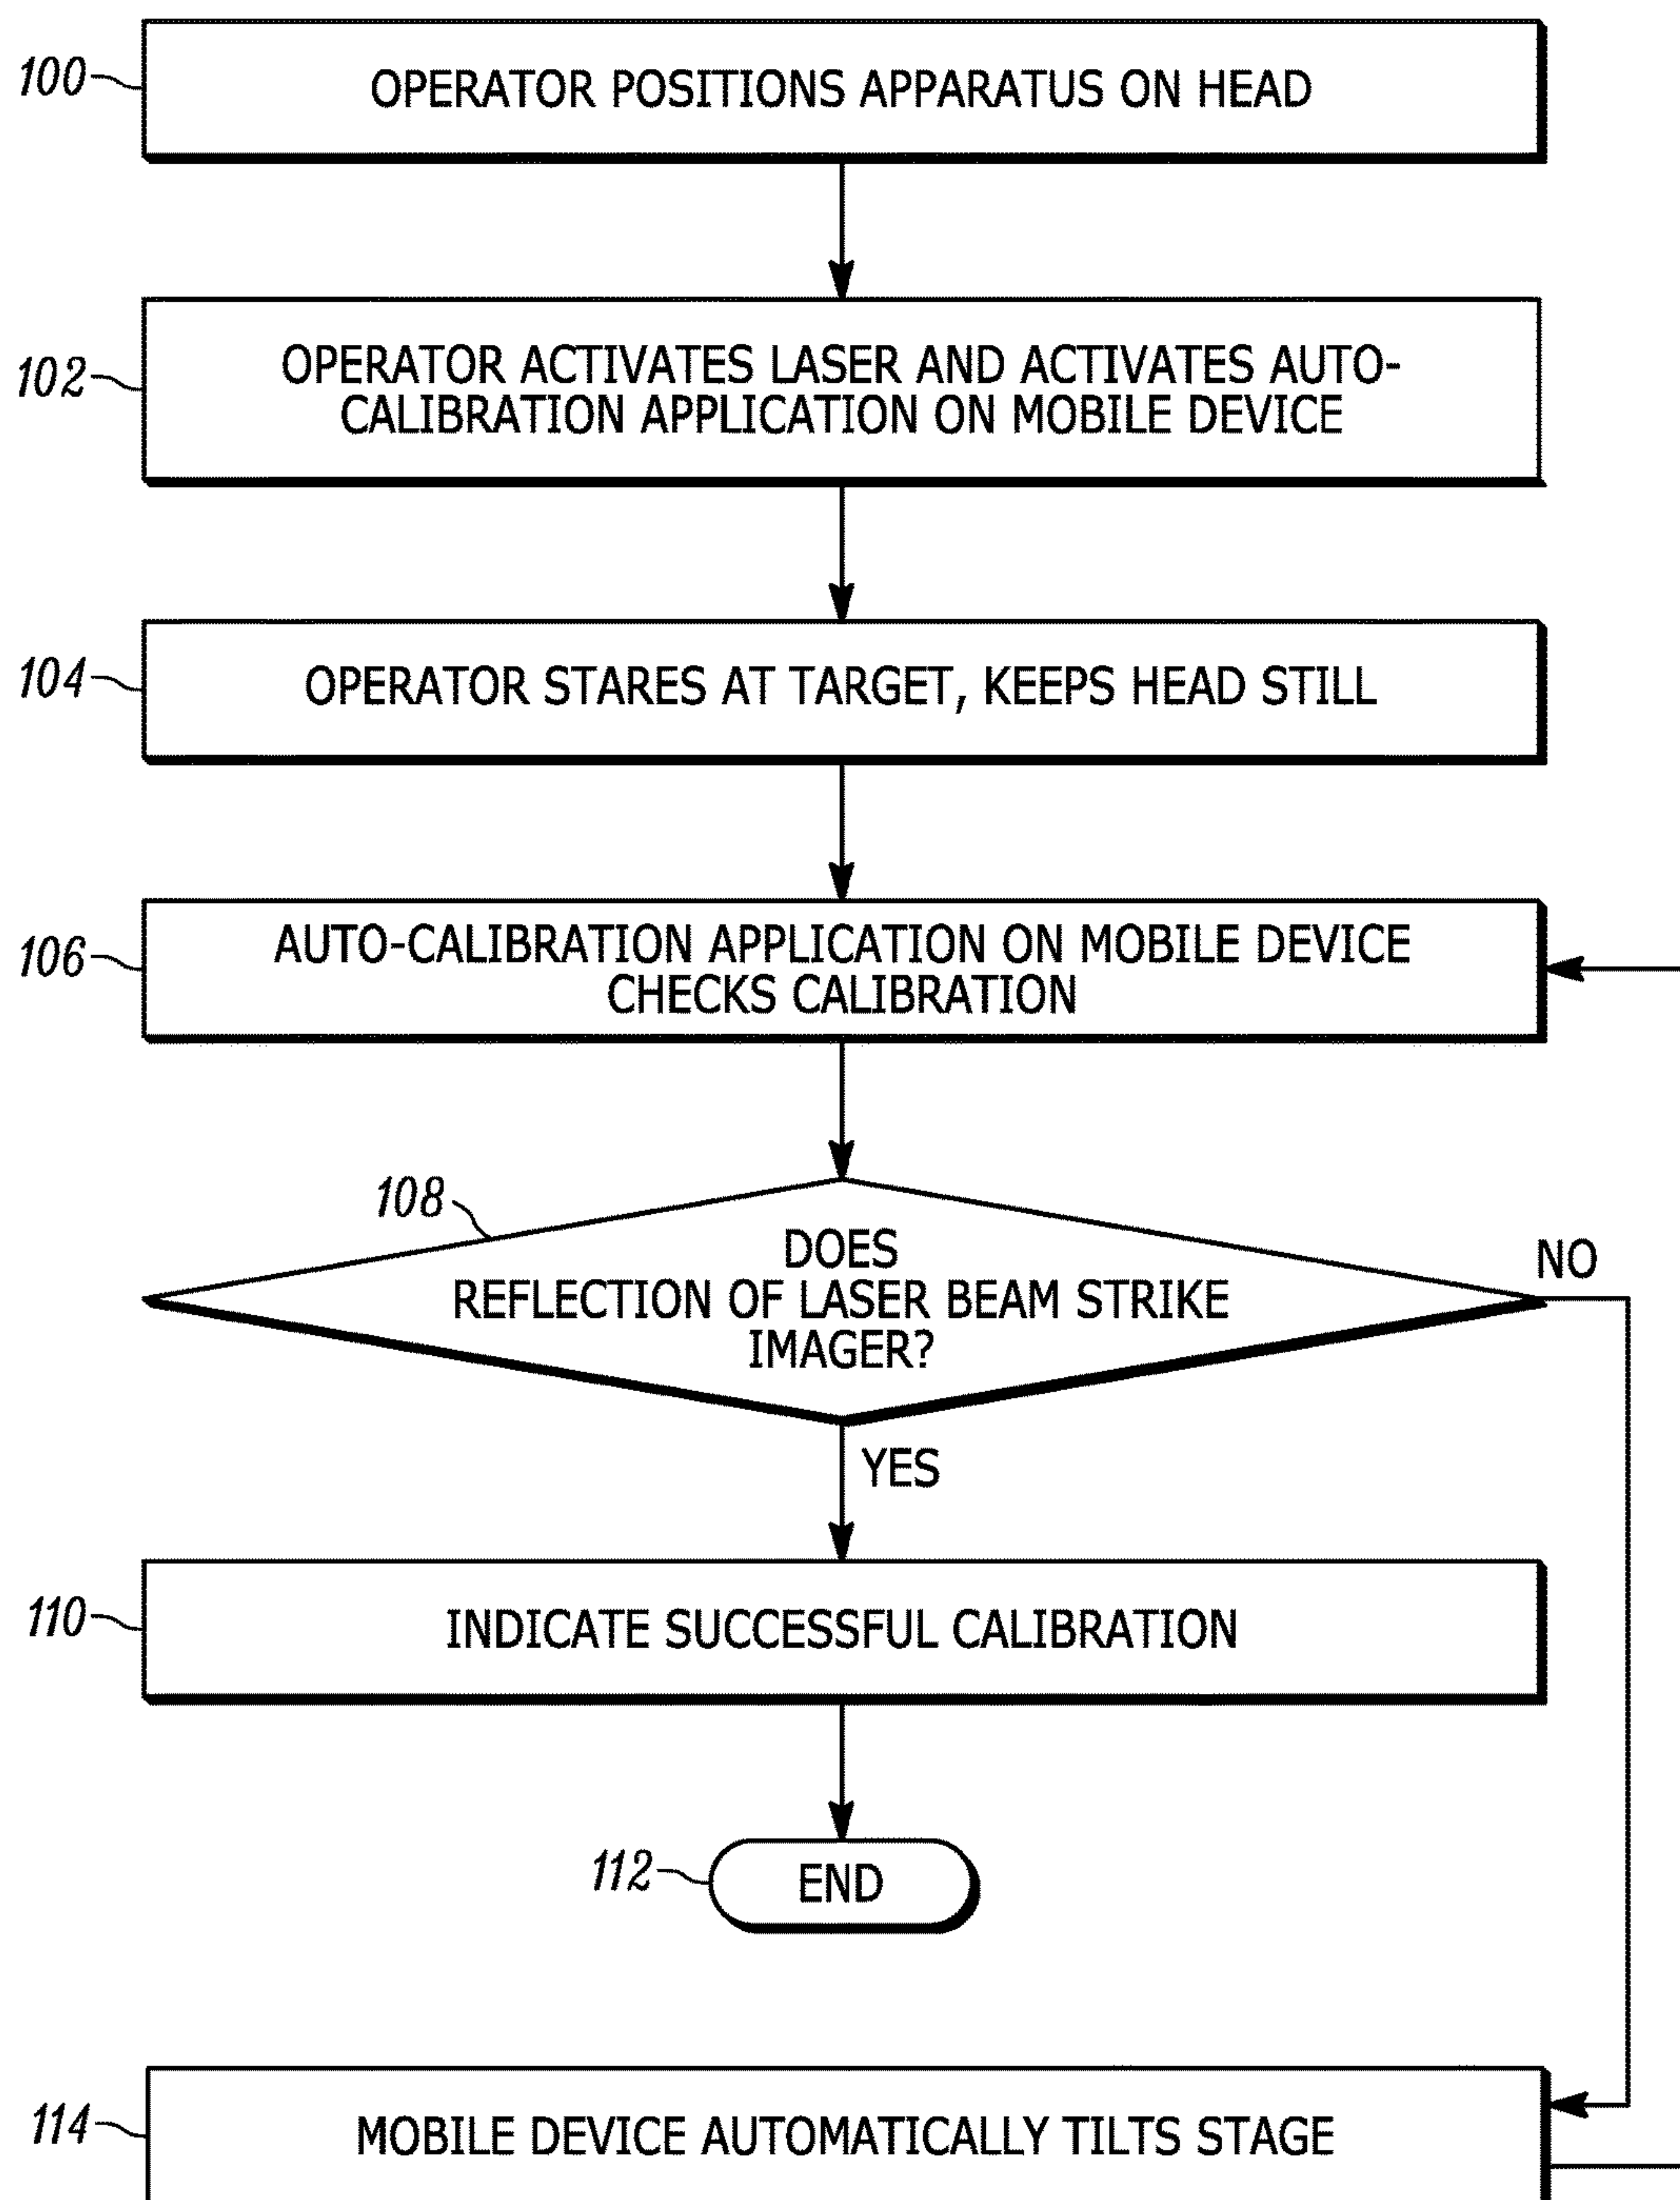 100
OPERATOR POSITIONS APPARATUS ON HEAD
102
OPERATOR ACTIVATES LASER AND ACTIVATES AUTO-
CALIBRATION APPLICATION ON MOBILE DEVICE
104
OPERATOR STARES AT TARGET, KEEPS HEAD STILL
106
AUTO-CALIBRATION APPLICATION ON MOBILE DEVICE
CHECKS CALIBRATION
108
DOES
REFLECTION OF LASER BEAM STRIKE
IMAGER?
NO
YES
110
INDICATE SUCCESSFUL CALIBRATION
112
END
114
MOBILE DEVICE AUTOMATICALLY TILTS STAGE